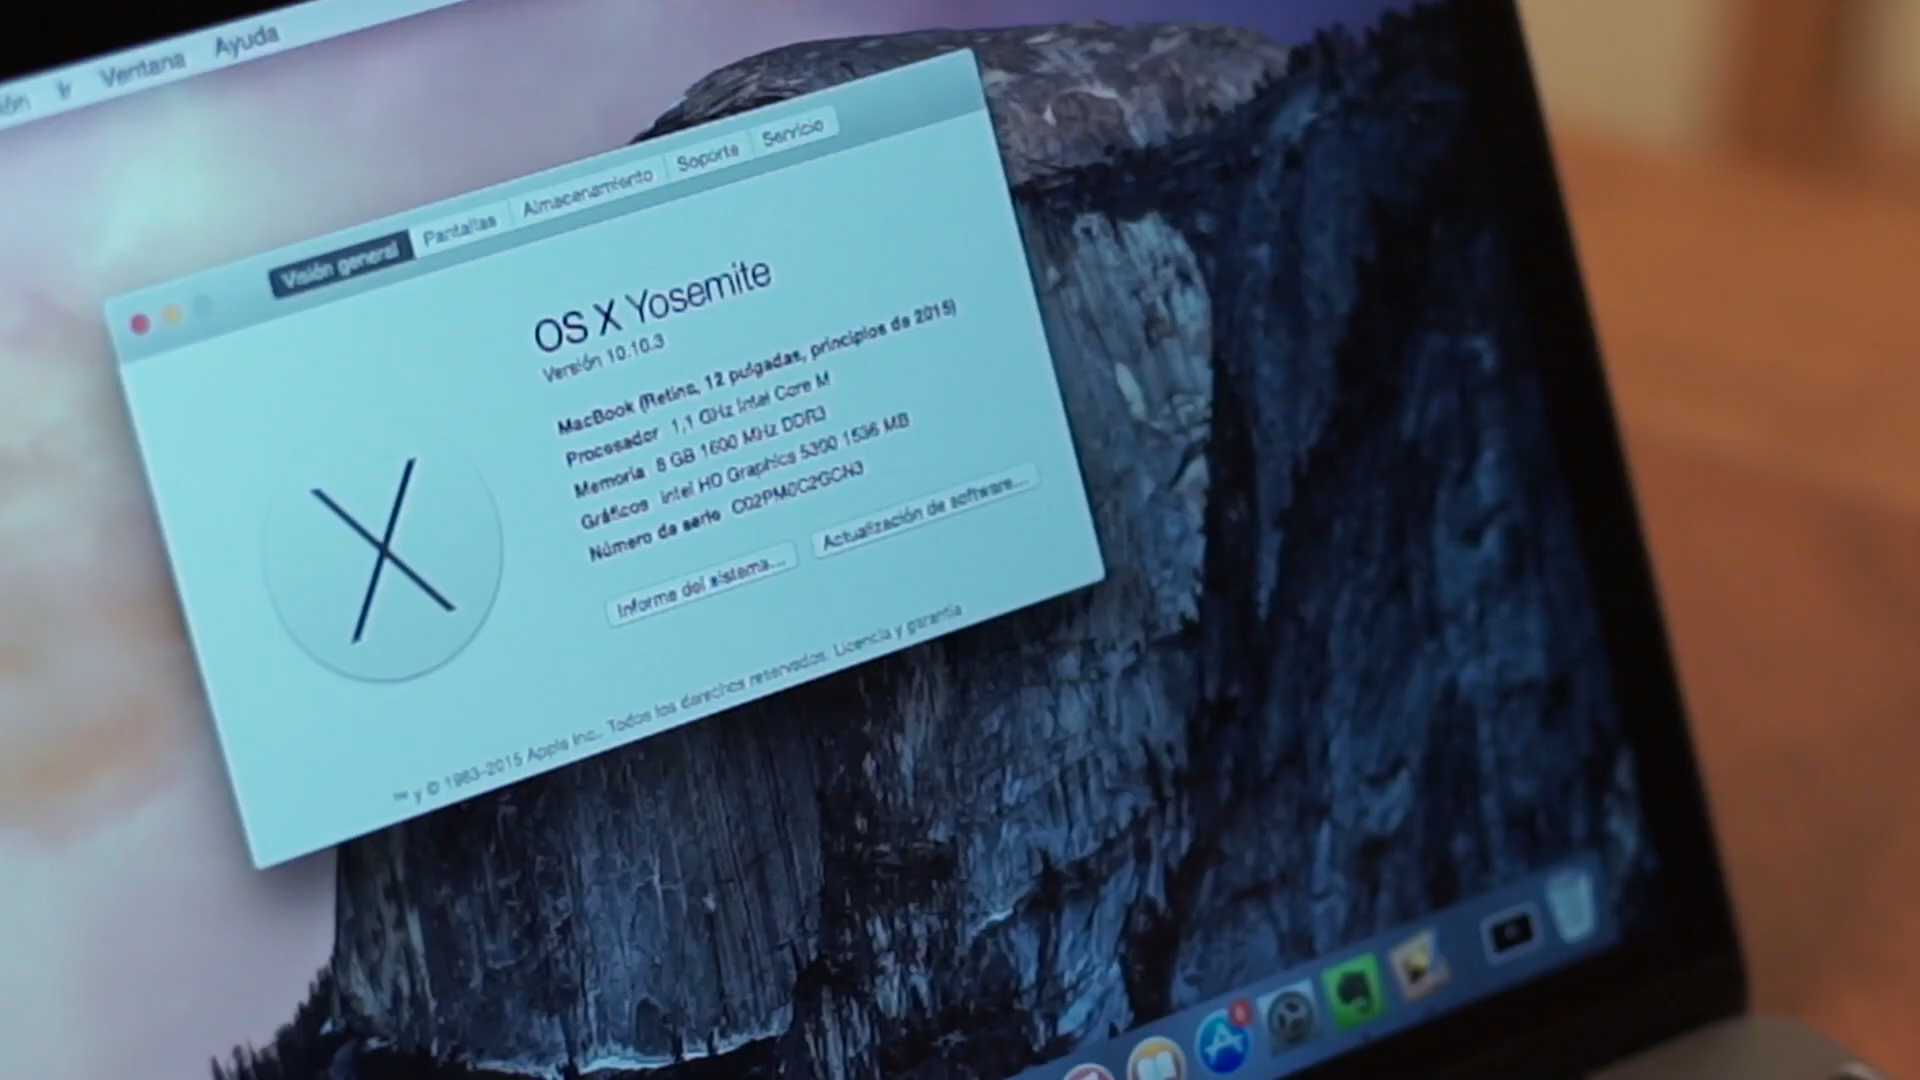 Ir Ventana Ayuda
Visión general Pantallas Almacenamiento Soporte Servicio
OS X Yosemite
Versión 10.10.3
MacBook (Retina, 12 pulgadas, principios de 2015)
Procesador 1,1 GHz Intel Core M
Memoria 8 GB 1600 MHz DDR3
Gráficos Intel HD Graphics 5300 1536 MB
Número de serie
Informe del sistema... Actualización de software...
™ y © 1983-2015 Apple Inc. Todos los derechos reservados. Licencia y garantía